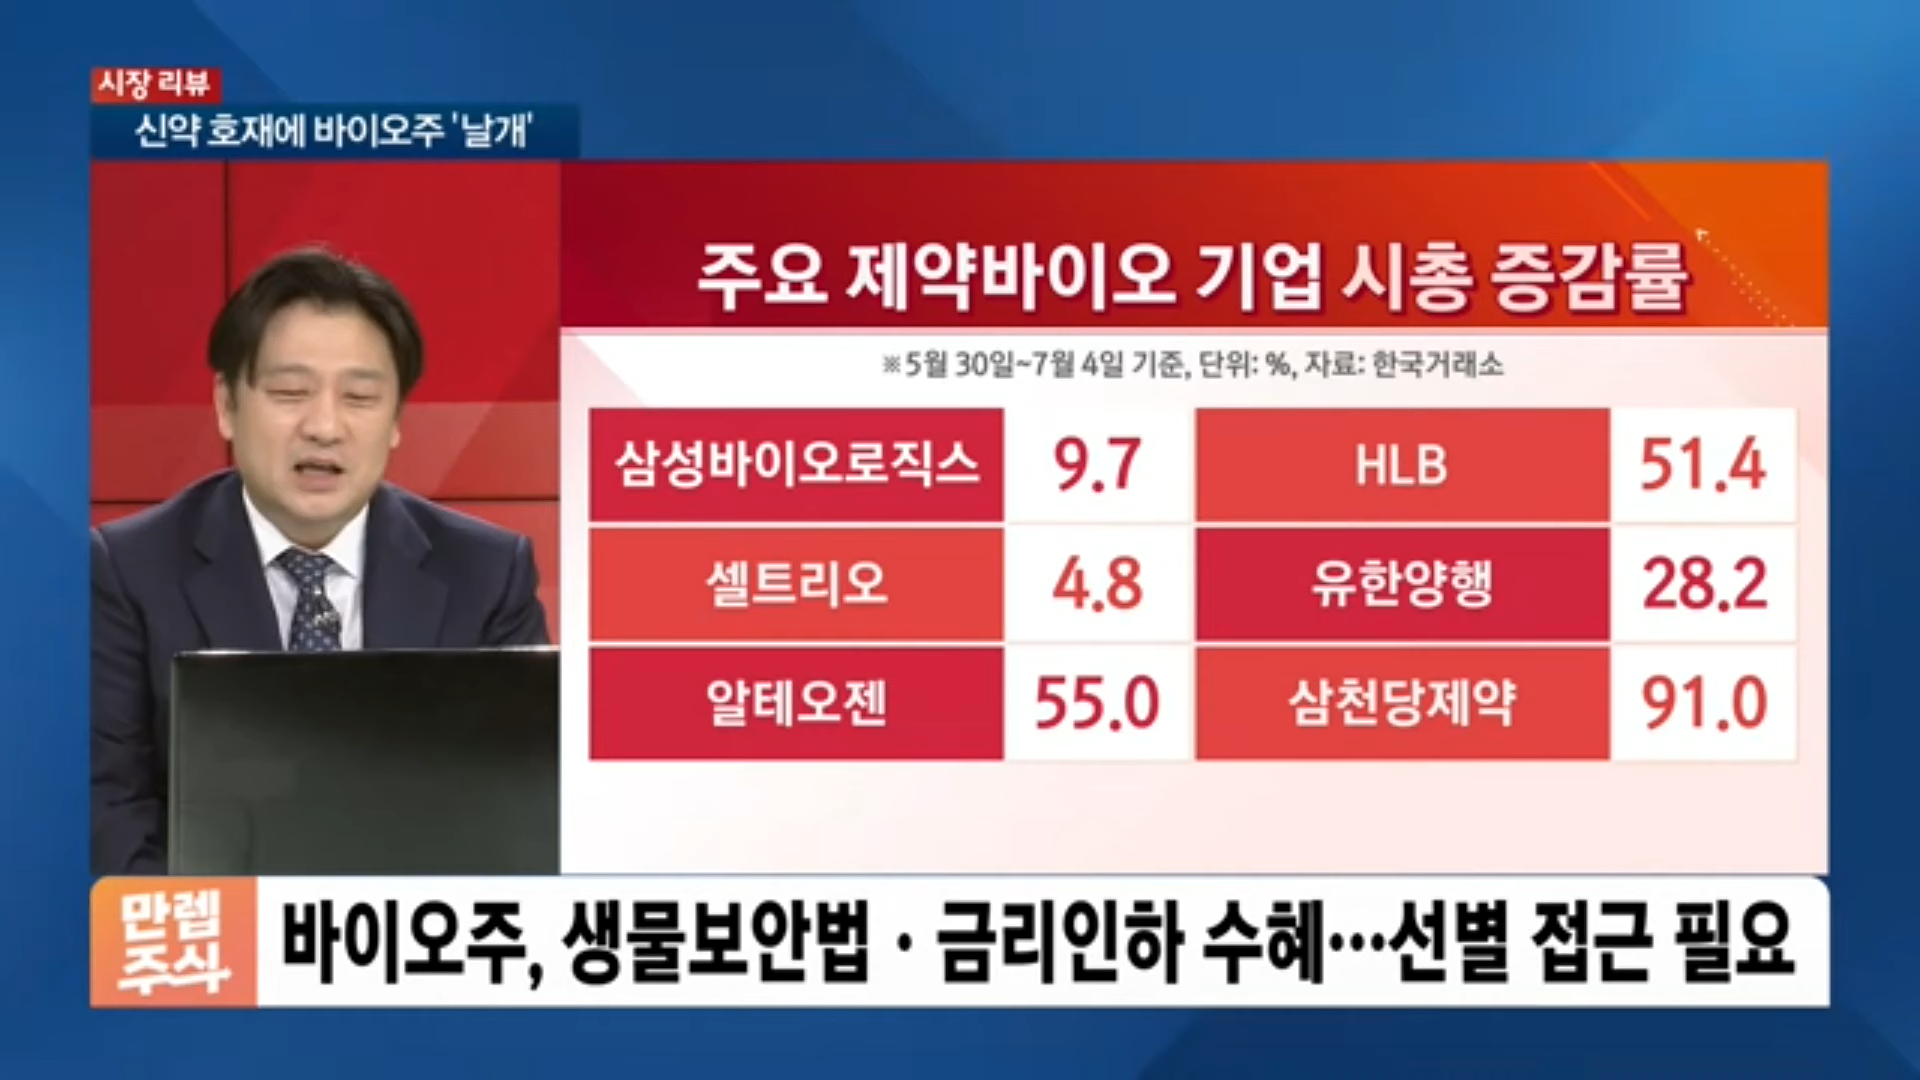 시장 리뷰
신약 호재에 바이오주 '날개'
주요 제약바이오 기업 시총 증감률
※5월 30일~7월 4일 기준, 단위: %, 자료: 한국거래소
삼성바이오로직스 9.7 HLB 51.4
셀트리오 4.8 유한양행 28.2
알테오젠 55.0 삼천당제약 91.0
만렙
주식
바이오주, 생물보안법·금리인하 수혜…선별 접근 필요